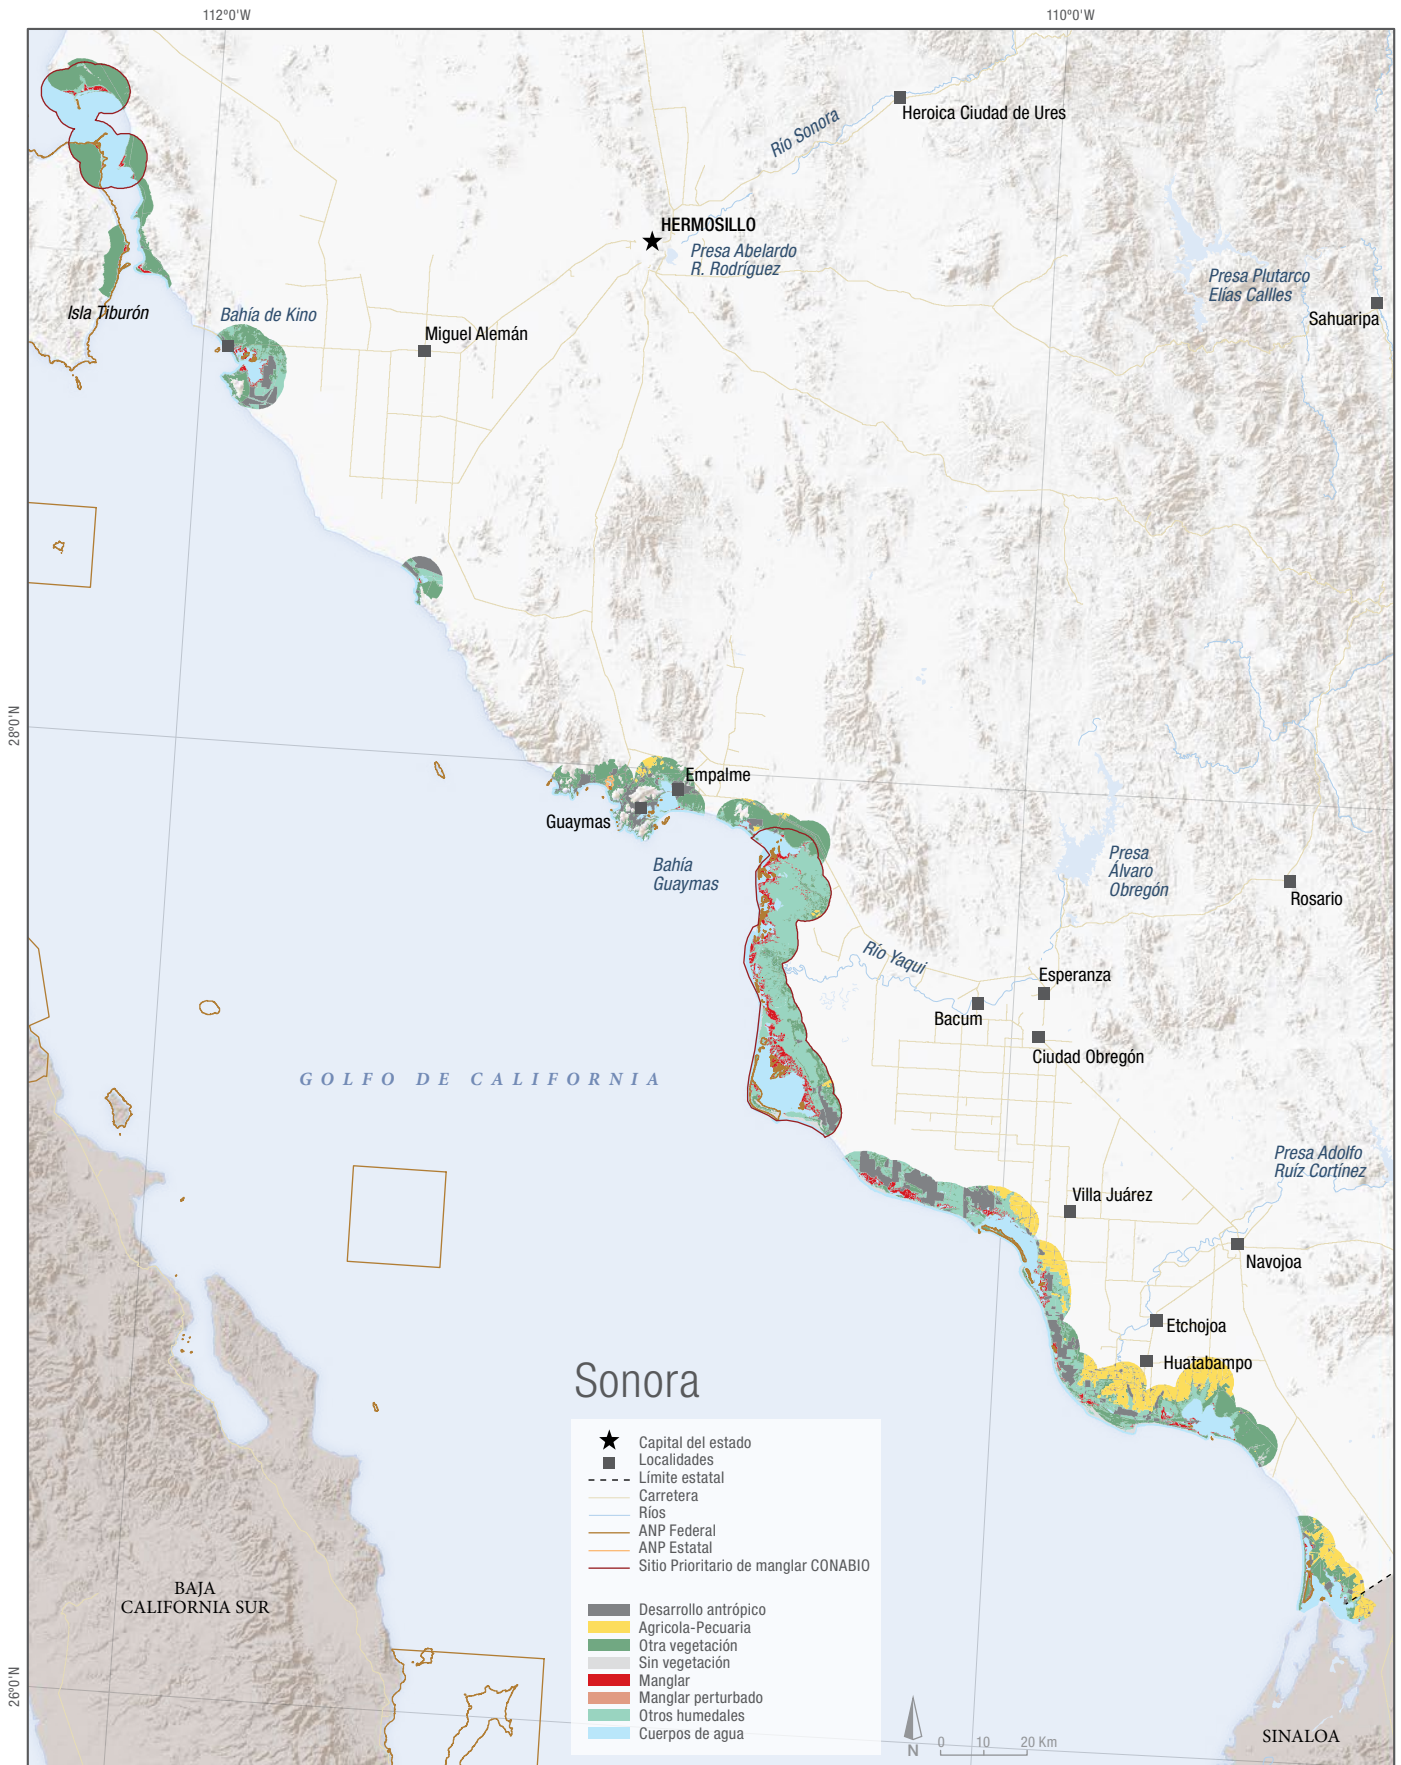 112°0'W
110°0'W
Heroica Ciudad de Ures
Río Sonora
HERMOSILLO
Presa Abelardo
R. Rodríguez
Presa Plutarco
Elías Callles
Sahuaripa
Isla Tiburón
Bahía de Kino
Miguel Alemán
28°0'N
Empalme
Guaymas
Bahía
Guaymas
Presa
Álvaro
Obregón
Rosario
Río Yaqui
Esperanza
Bacum
Ciudad Obregón
GOLFO DE CALIFORNIA
Presa Adolfo
Ruíz Cortínez
Villa Juárez
Navojoa
Etchojoa
Huatabampo
Sonora
Capital del estado
Localidades
Límite estatal
Carretera
Ríos
ANP Federal
ANP Estatal
Sitio Prioritario de manglar CONABIO
Desarrollo antrópico
Agricola-Pecuaria
Otra vegetación
Sin vegetación
Manglar
Manglar perturbado
Otros humedales
Cuerpos de agua
BAJA
CALIFORNIA SUR
26°0'N
N
0 10 20 Km
SINALOA